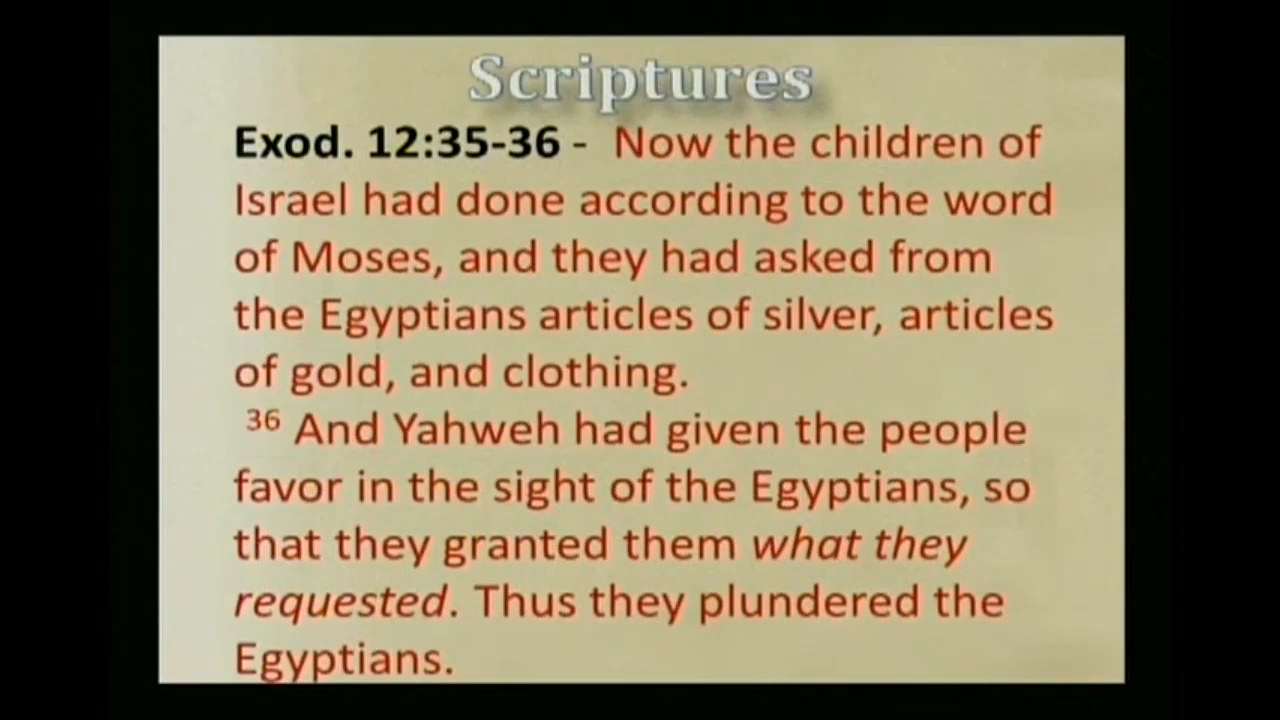 Scriptures
Exod. 12:35-36 - Now the children of
Israel had done according to the word
of Moses, and they had asked from
the Egyptians articles of silver, articles
of gold, and clothing.
36 And Yahweh had given the people
favor in the sight of the Egyptians, so
that they granted them what they
requested. Thus they plundered the
Egyptians.